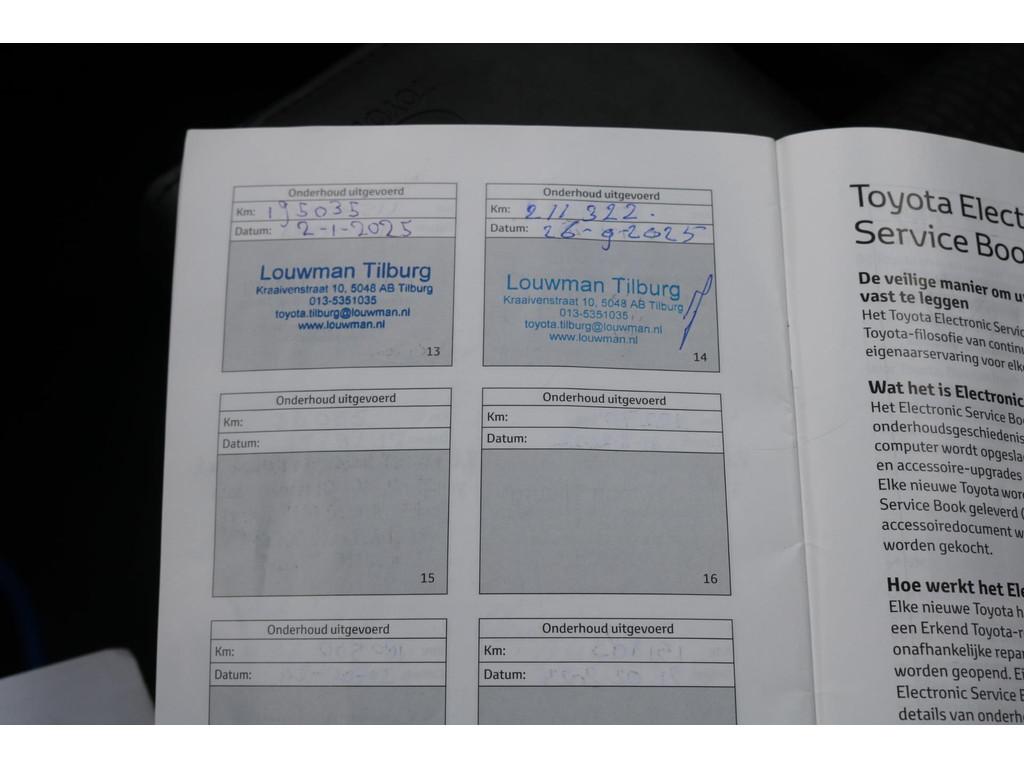 Onderhoud uitgevoerd
Km: 195035
Datum: 2-1-2025
Louwman Tilburg
Kraaivenstraat 10, 5048 AB Tilburg
013-5351035
toyota.tilburg@louwman.nl
www.louwman.nl
13
Onderhoud uitgevoerd
Km: 211 322.
Datum: 26-9-2025
Louwman Tilburg
Kraaivenstraat 10, 5048 AB Tilburg
013-5351035
toyota.tilburg@louwman.nl
www.louwman.nl
14
Onderhoud uitgevoerd
Km:
Datum:
15
Onderhoud uitgevoerd
Km:
Datum:
16
Onderhoud uitgevoerd
Km:
Datum:
Onderhoud uitgevoerd
Km:
Datum:
Toyota Elect
Service Boo
De veilige manier om u
vast te leggen
Het Toyota Electronic Servic
Toyota-filosofie van contin
eigenaarservaring voor elk
Wat het is Electronic
Het Electronic Service Bo
onderhoudsgeschiedenis
computer wordt opgesla
en accessoire-upgrades
Elke nieuwe Toyota wor
Service Book geleverd (
accessoiredocument w
worden gekocht.
Hoe werkt het Ele
Elke nieuwe Toyota h
een Erkend Toyota-r
onafhankelijke repa
worden geopend. Ei
Electronic Service B
details van onderh